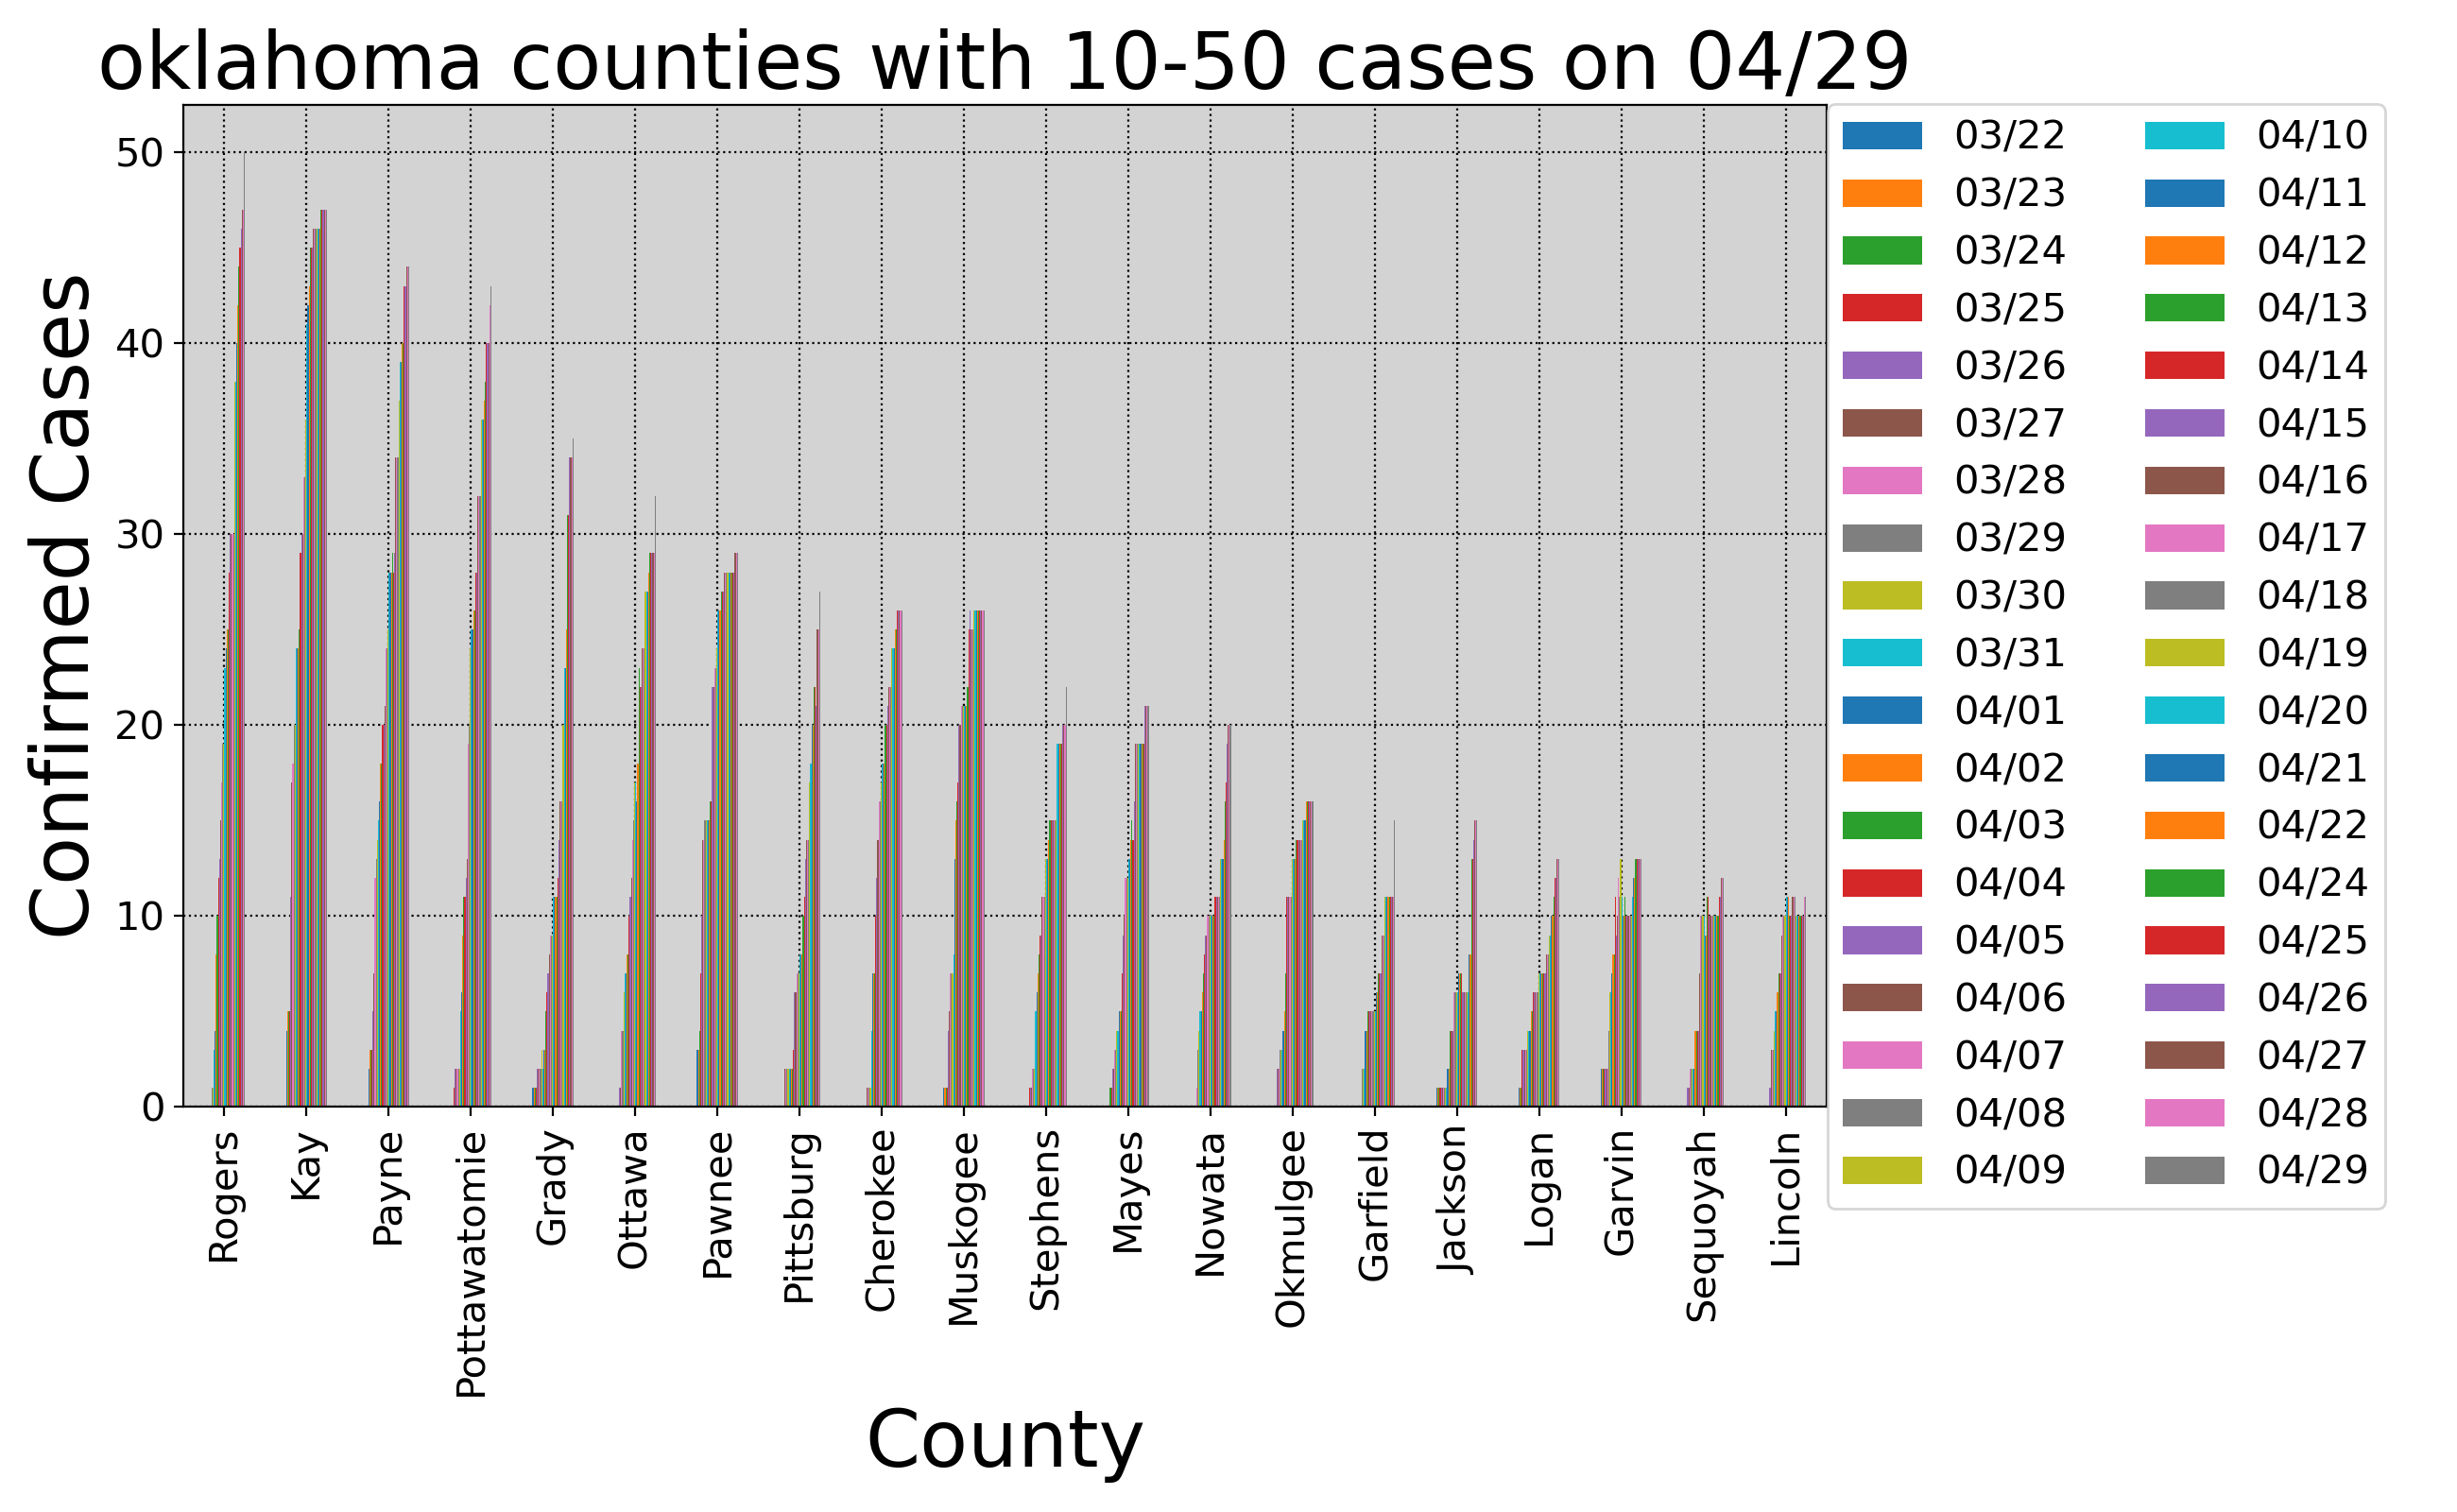 oklahoma counties with 10-50 cases on 04/29
Confirmed Cases
50
40
30
20
10
0
Rogers
Kay
Payne
Pottawatomie
Grady
Ottawa
Pawnee
Pittsburg
Cherokee
Muskogee
Stephens
Mayes
Nowata
Okmulgee
Garfield
Jackson
Logan
Garvin
Sequoyah
Lincoln
County
03/22
03/23
03/24
03/25
03/26
03/27
03/28
03/29
03/30
03/31
04/01
04/02
04/03
04/04
04/05
04/06
04/07
04/08
04/09
04/10
04/11
04/12
04/13
04/14
04/15
04/16
04/17
04/18
04/19
04/20
04/21
04/22
04/24
04/25
04/26
04/27
04/28
04/29